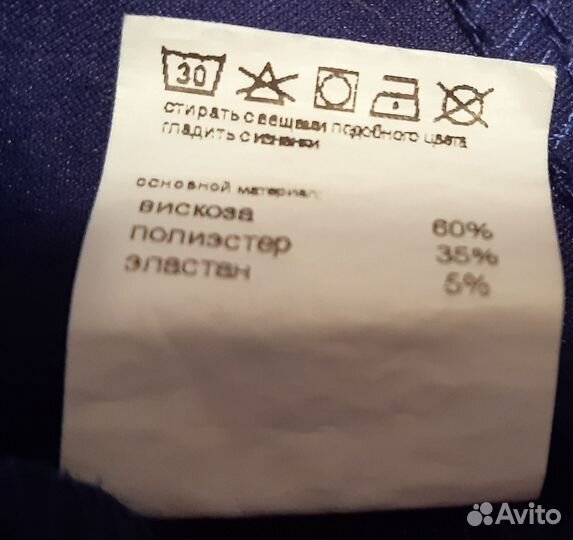 30
стирать с вещами подобного цвета
гладить с изнанки
основной материал:
вискоза 60%
полиэстер 35%
эластан 5%
Avito